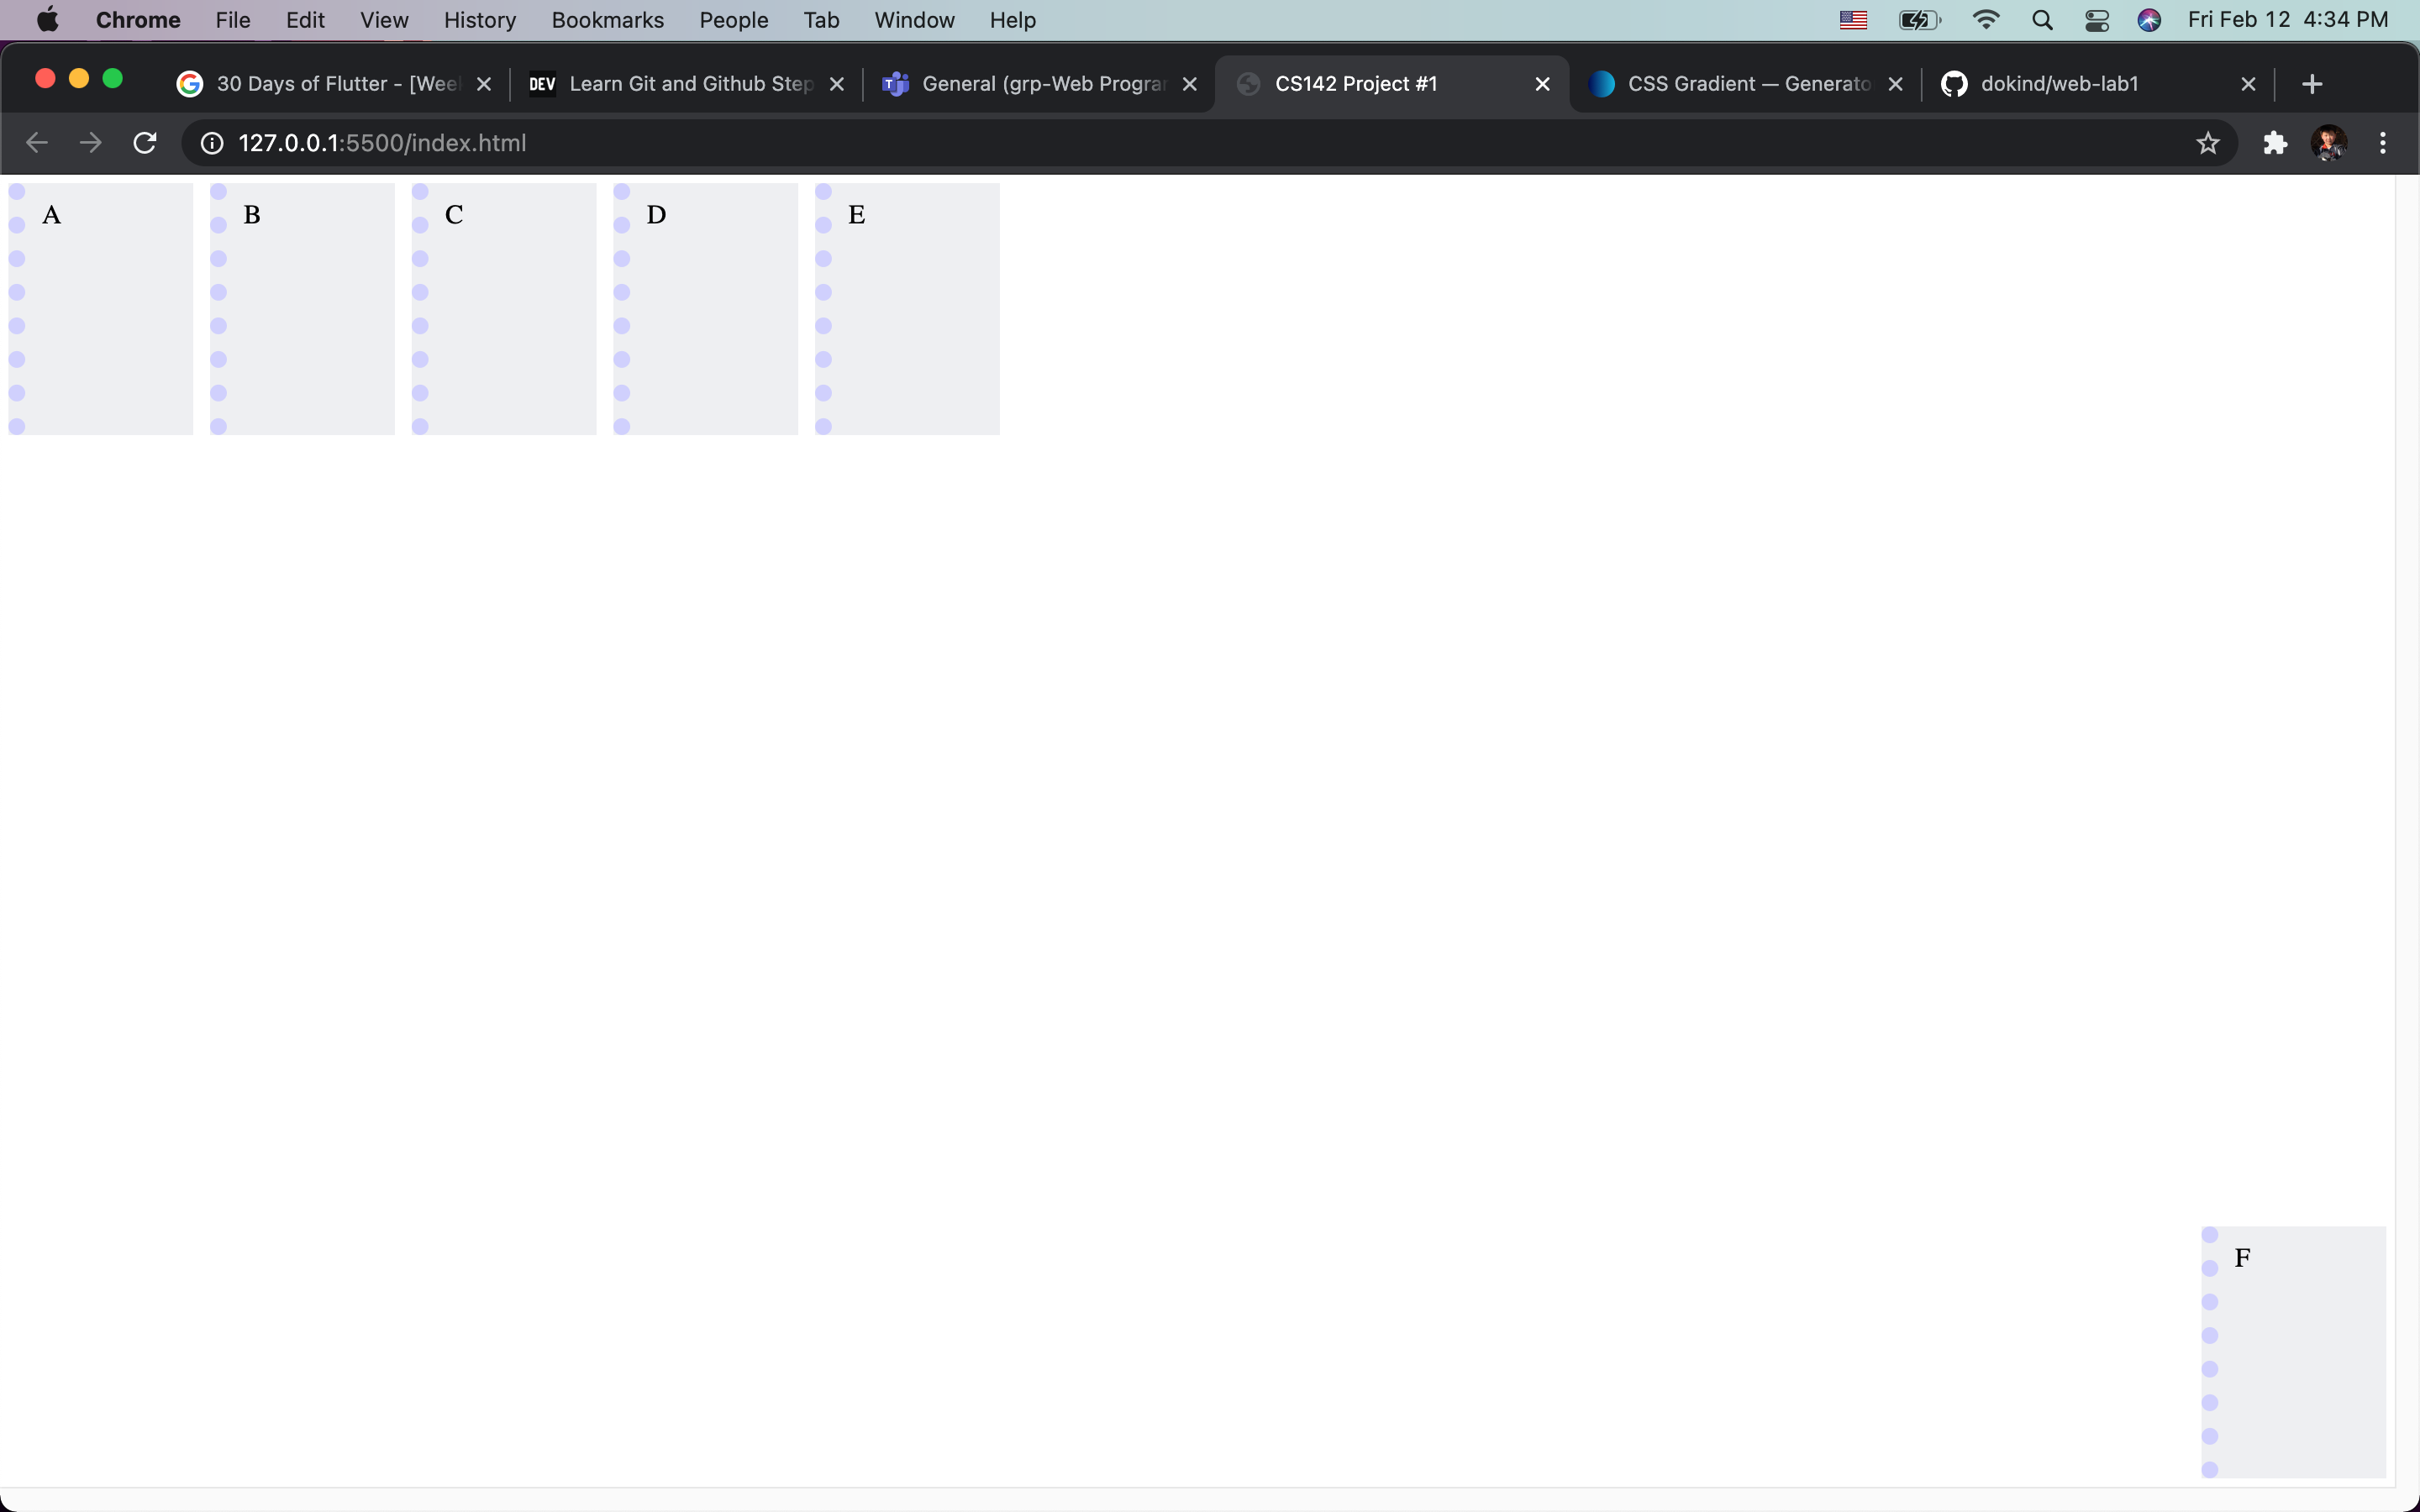 Chrome File Edit View History Bookmarks People Tab Window Help Fri Feb 12 4:34 PM
30 Days of Flutter - [Week DEV Learn Git and Github Step General (grp-Web Program CS142 Project #1 CSS Gradient — Generato dokind/web-lab1
127.0.0.1:5500/index.html
A B C D E
F